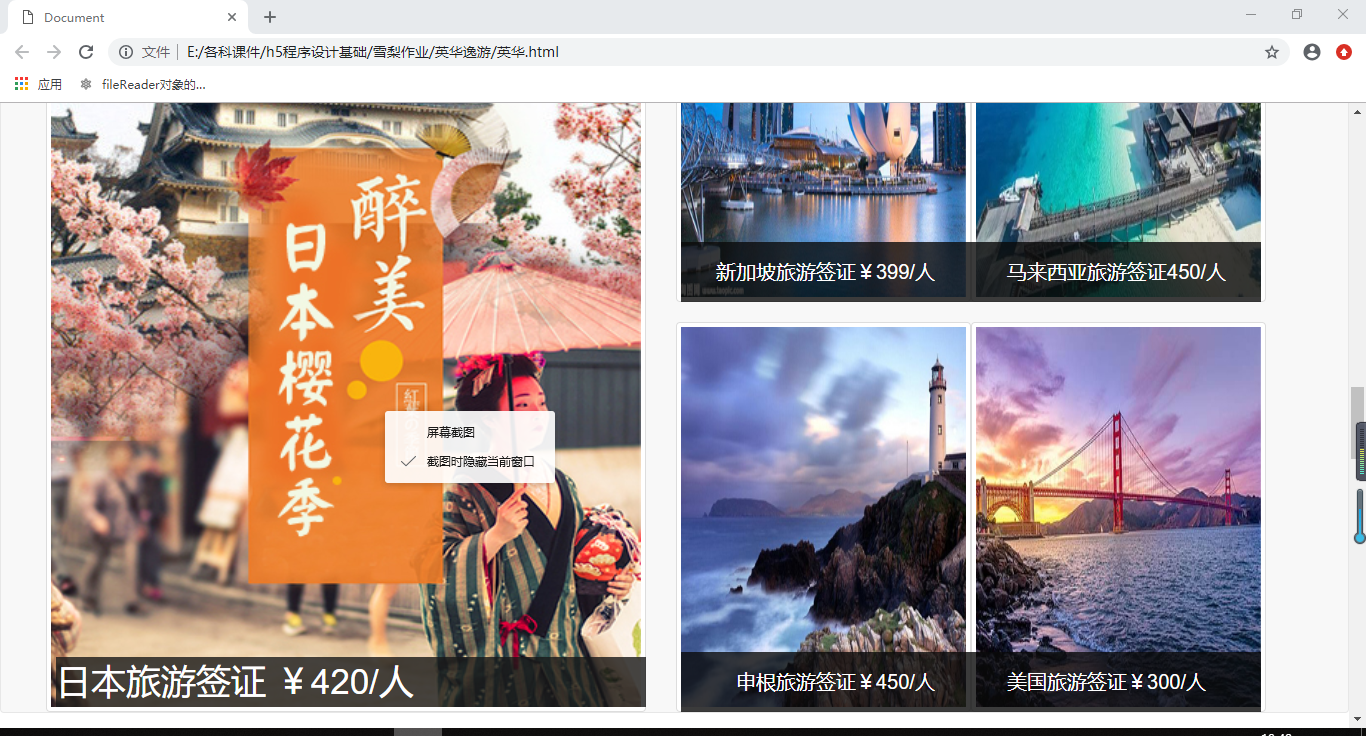 Document
文件
E:/各科课件/h5程序设计基础/雪梨作业/英华逸游/英华.html
应用
fileReader对象的...
醉美
日本樱花季
紅
屏幕截图
截图时隐藏当前窗口
日本旅游签证 ￥420/人
新加坡旅游签证￥399/人
马来西亚旅游签证450/人
申根旅游签证￥450/人
美国旅游签证￥300/人